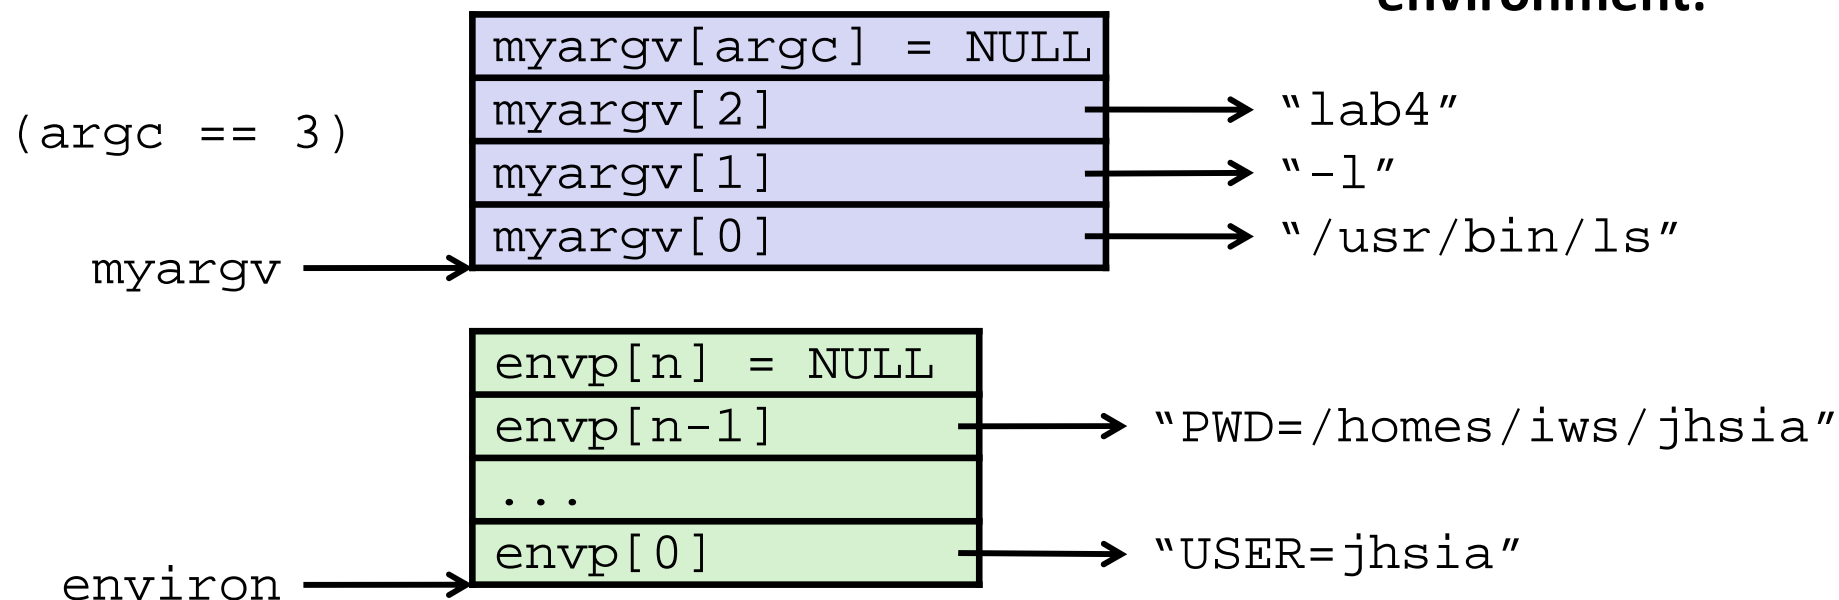 environment:
myargv[argc] = NULL
(argc == 3)
myargv[2]
“lab4”
myargv[1]
“-l”
myargv[0]
“/usr/bin/ls”
myargv
envp[n] = NULL
envp[n-1]
“PWD=/homes/iws/jhsia”
...
envp[0]
“USER=jhsia”
environ